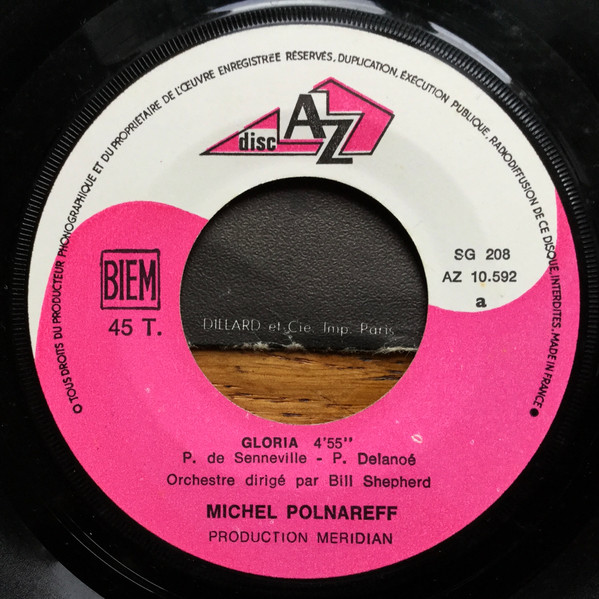 TOUS DROITS DU PRODUCTEUR PHONOGRAPHIQUE ET DU PROPRIÉTAIRE DE L'ŒUVRE ENREGISTRÉE RÉSERVÉS, DUPLICATION, EXÉCUTION PUBLIQUE, RADIODIFFUSION DE CE DISQUE, INTERDITES. MADE IN FRANCE
disc AZ
BIEM
45 T.
SG 208
AZ 10.592
a
DILLARD et Cie Imp. Paris
GLORIA 4'55"
P. de Senneville - P. Delanoé
Orchestre dirigé par Bill Shepherd
MICHEL POLNAREFF
PRODUCTION MERIDIAN